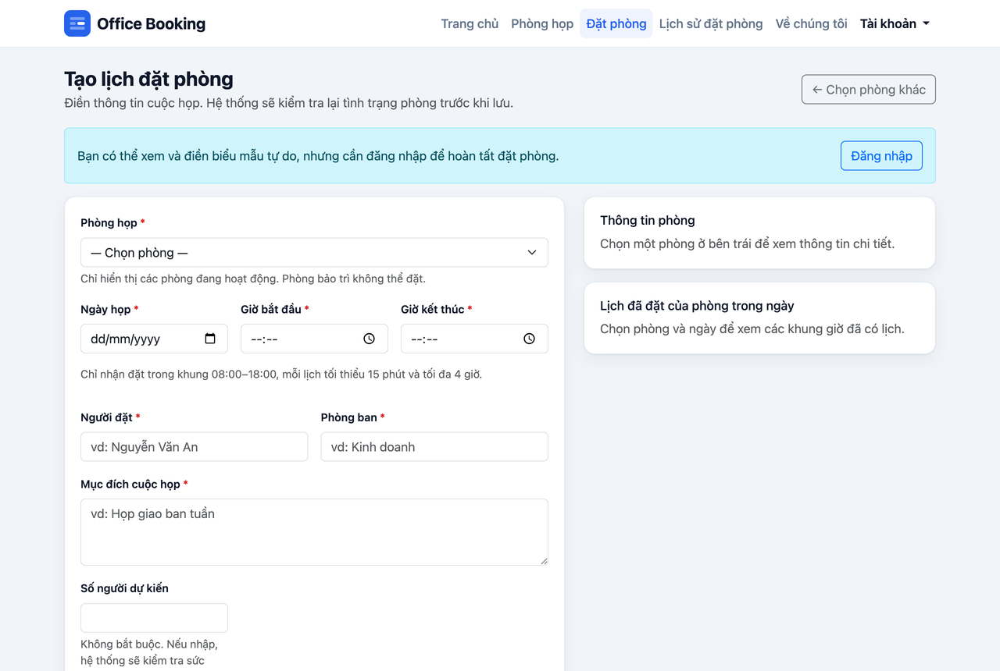 Office Booking
Trang chủ Phòng họp Đặt phòng Lịch sử đặt phòng Về chúng tôi Tài khoản
Tạo lịch đặt phòng
Điền thông tin cuộc họp. Hệ thống sẽ kiểm tra lại tình trạng phòng trước khi lưu.
← Chọn phòng khác
Bạn có thể xem và điền biểu mẫu tự do, nhưng cần đăng nhập để hoàn tất đặt phòng.
Đăng nhập
Phòng họp *
— Chọn phòng —
Chỉ hiển thị các phòng đang hoạt động. Phòng bảo trì không thể đặt.
Ngày họp * Giờ bắt đầu * Giờ kết thúc *
dd/mm/yyyy --:-- --:--
Chỉ nhận đặt trong khung 08:00–18:00, mỗi lịch tối thiểu 15 phút và tối đa 4 giờ.
Người đặt * Phòng ban *
vd: Nguyễn Văn An vd: Kinh doanh
Mục đích cuộc họp *
vd: Họp giao ban tuần
Số người dự kiến
Không bắt buộc. Nếu nhập,
hệ thống sẽ kiểm tra sức
Thông tin phòng
Chọn một phòng ở bên trái để xem thông tin chi tiết.
Lịch đã đặt của phòng trong ngày
Chọn phòng và ngày để xem các khung giờ đã có lịch.